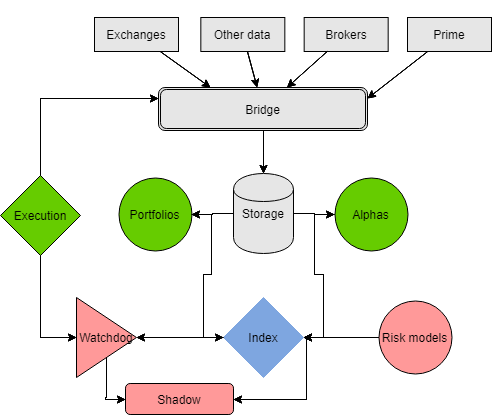 Exchanges
Other data
Brokers
Prime
Bridge
Execution
Portfolios
Storage
Alphas
Watchdog
Index
Risk models
Shadow